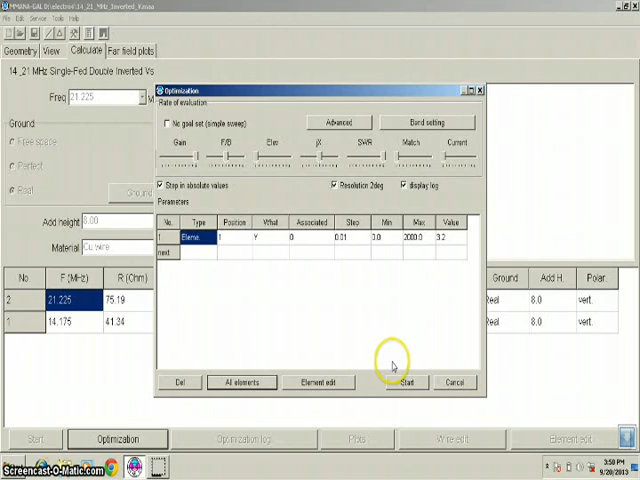 MMANA-GAL D:\electron\14_21_MHz_Inverted_Vs.maa
File Edit Service Tools Help
Geometry View Calculate Far field plots
14_21 MHz Single-Fed Double Inverted Vs
Freq 21.225
Ground
Free space
Perfect
Real
Ground
Add height 8.00
Material Cu wire
No F (MHz) R (Ohm) Ground Add H. Polar.
2 21.225 75.19 Real 8.0 vert.
1 14.175 41.34 Real 8.0 vert.
Optimization
Rate of evaluation
No goal set (simple sweep) Advanced Band setting
Gain F/B Elev jX SWR Match Current
Stop in absolute values Resolution 2deg display log
Parameters
No. Type Position What Associated Step Min Max Value
1 Eleme. 1 Y 0 0.01 0.0 2000.0 3.2
next
Del All elements Element edit Start Cancel
Start Optimization Optimization log Plots Wire edit Element edit
Screencast-O-Matic.com
3:50 PM
9/20/2013